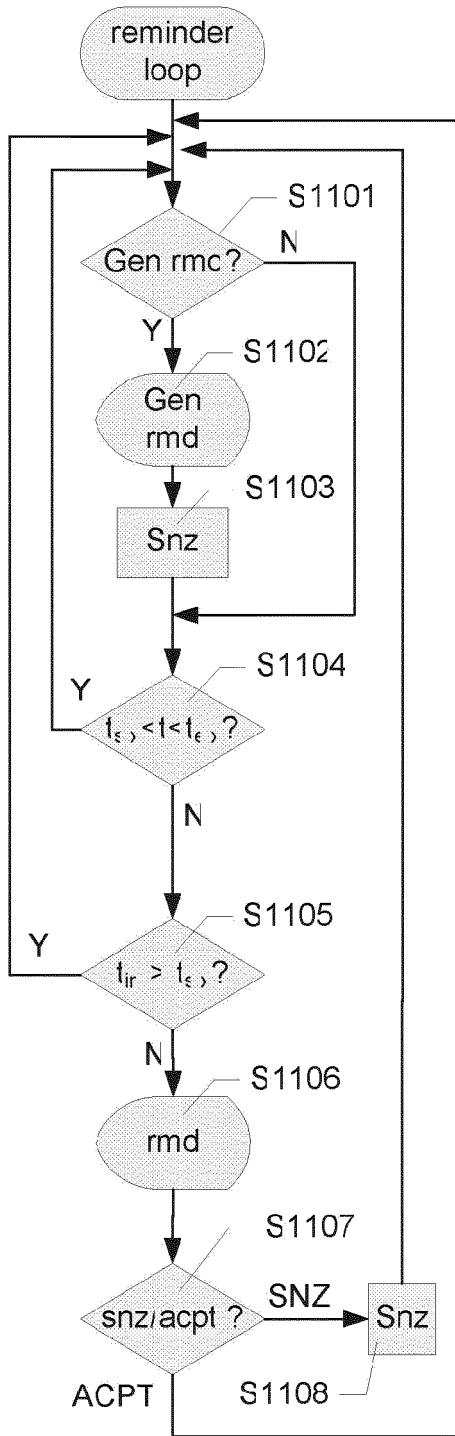 reminder
loop
S1101
Gen rmd?
N
Y
S1102
Gen
rmd
S1103
Snz
S1104
Y
N
S1105
Y
N
S1106
rmd
S1107
snz/acpt ?
SNZ
Snz
ACPT
S1108